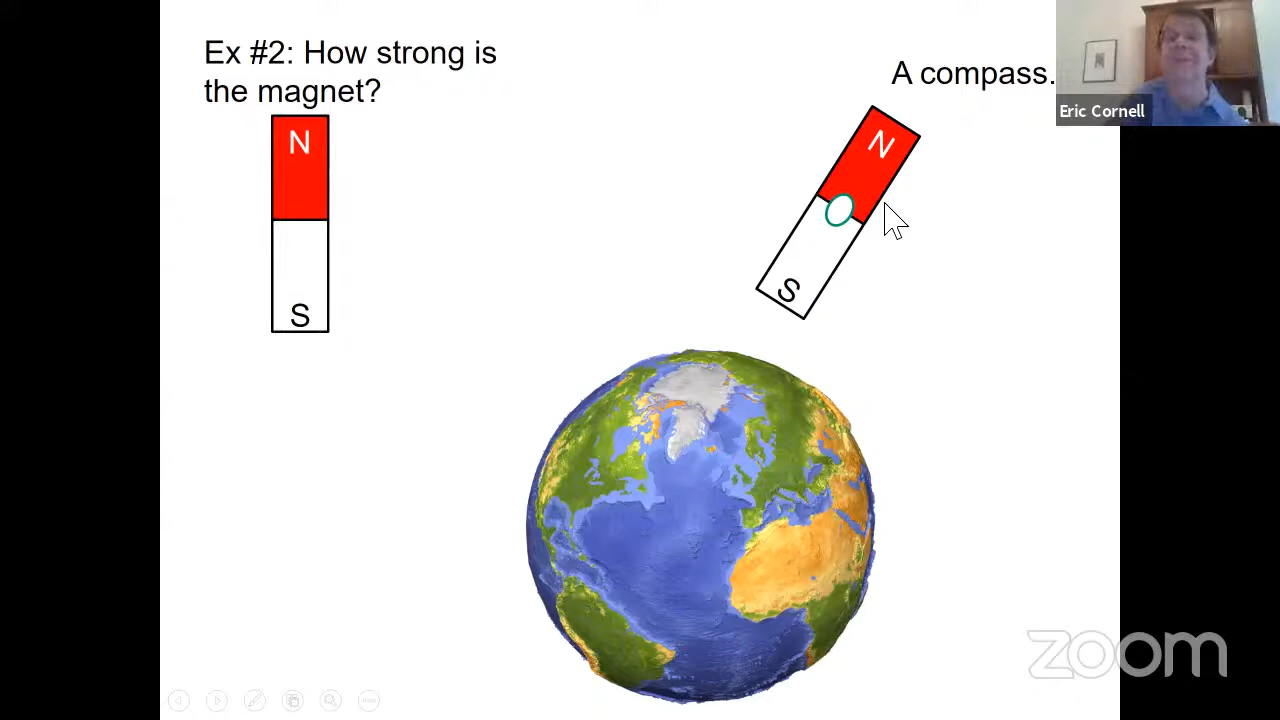 Ex #2: How strong is
the magnet?
A compass.
Eric Cornell
N
S
N
S
zoom